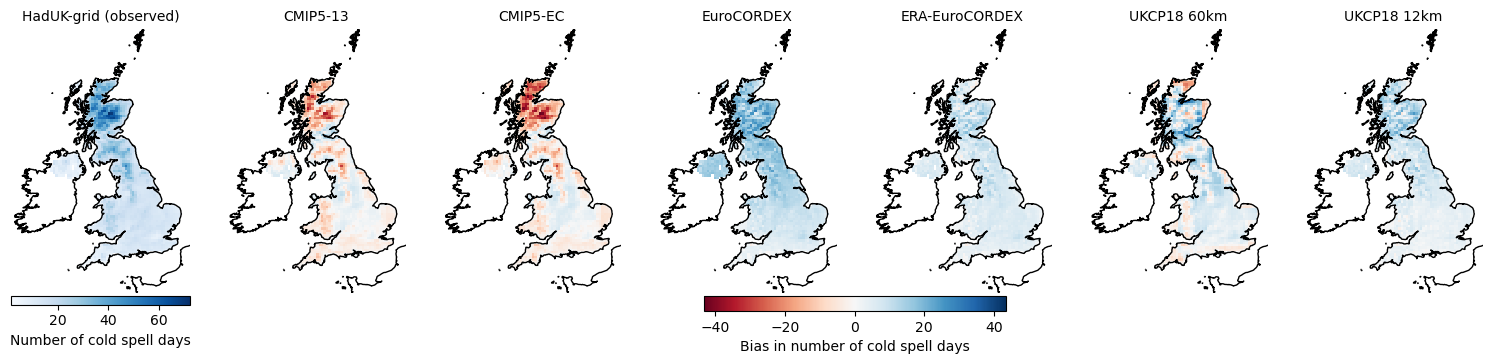 HadUK-grid (observed)
CMIP5-13
CMIP5-EC
EuroCORDEX
ERA-EuroCORDEX
UKCP18 60km
UKCP18 12km
20 40 60
Number of cold spell days
−40 −20 0 20 40
Bias in number of cold spell days